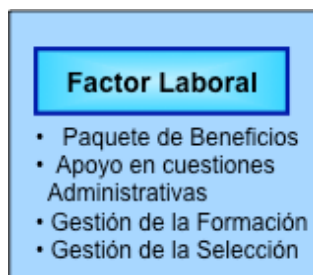 Factor Laboral
• Paquete de Beneficios
• Apoyo en cuestiones
Administrativas
• Gestión de la Formación
• Gestión de la Selección